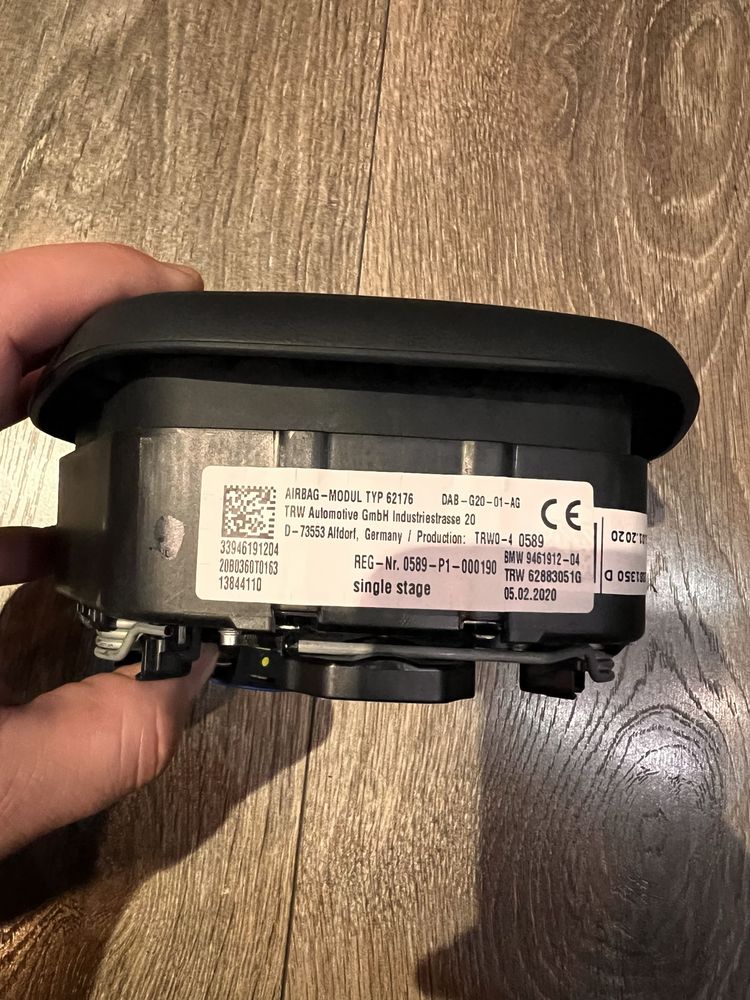 AIRBAG-MODUL TYP 62176 DAB-G20-01-AG
TRW Automotive GmbH Industriestrasse 20
D-73553 Alfdorf, Germany / Production: TRWO-4 0589
CE
33946191204
20B0360T0163
13844110
REG-Nr. 0589-P1-000190
single stage
BMW 9461912-04
TRW 62883051G
05.02.2020
.2020
350 D